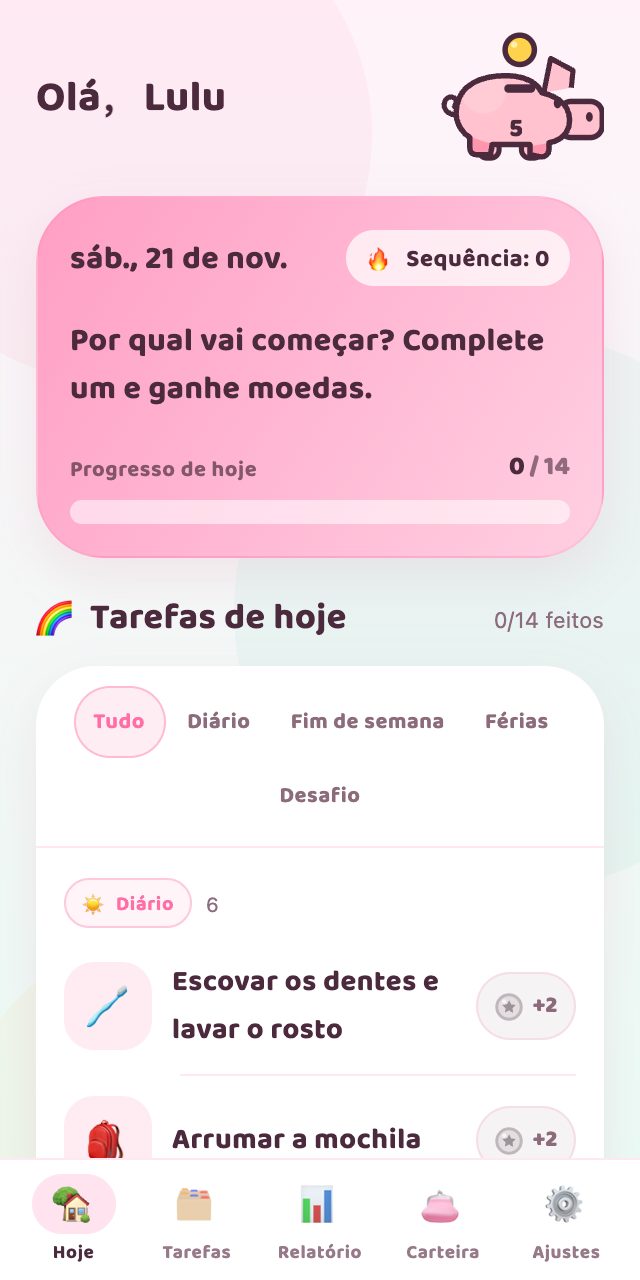 Olá, Lulu
5
sáb., 21 de nov.
🔥 Sequência: 0
Por qual vai começar? Complete
um e ganhe moedas.
Progresso de hoje
0 / 14
🌈 Tarefas de hoje
0/14 feitos
Tudo
Diário
Fim de semana
Férias
Desafio
☀️ Diário
6
Escovar os dentes e
lavar o rosto
+2
Arrumar a mochila
+2
Hoje
Tarefas
Relatório
Carteira
Ajustes